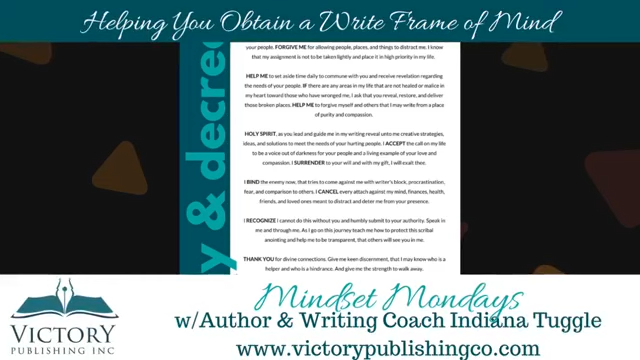 Helping You Obtain a Write Frame of Mind
y & decree
your people. FORGIVE ME for allowing people, places, and things to distract me. I know
that my assignment is not to be taken lightly and place it in high priority in my life.
HELP ME to set aside time daily to commune with you and receive revelation regarding
the needs of your people. IF there are any areas in my life that are not healed or malice in
my heart toward those who have wronged me, I ask that you reveal, restore, and deliver
those broken places. HELP ME to forgive myself and others that I may write from a place
of purity and compassion.
HOLY SPIRIT, as you lead and guide me in my writing reveal unto me creative strategies,
ideas, and solutions to meet the needs of your hurting people. I ACCEPT the call on my life
to be a voice out of darkness for your people and a living example of your love and
compassion. I SURRENDER to your will and with my gift, I will exalt thee.
I BIND the enemy now, that tries to come against me with writer's block, procrastination,
fear, and comparison to others. I CANCEL every attack against my mind, finances, health,
friends, and loved ones meant to distract and deter me from your presence.
I RECOGNIZE I cannot do this without you and humbly submit to your authority. Speak in
me and through me. As I go on this journey teach me how to protect this scribal
anointing and help me to be transparent, that others will see you in me.
THANK YOU for divine connections. Give me keen discernment, that I may know who is a
helper and who is a hindrance. And give me the strength to walk away.
VICTORY
PUBLISHING INC
Mindset Mondays
w/Author & Writing Coach Indiana Tuggle
www.victorypublishingco.com